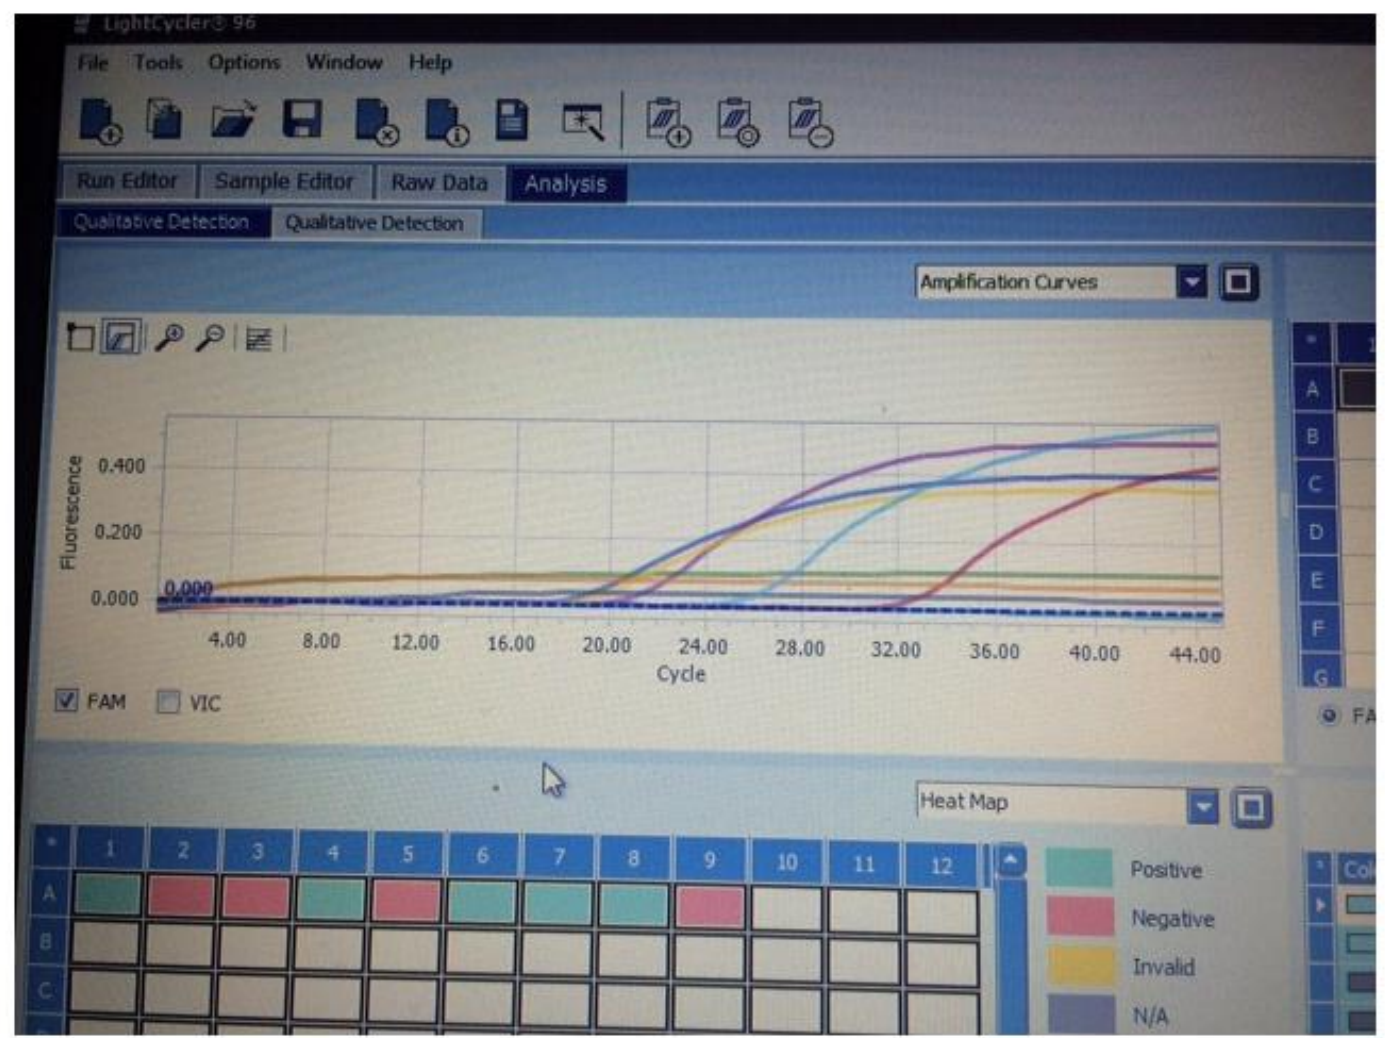 LightCycler® 96
File Tools Options Window Help
Run Editor Sample Editor Raw Data Analysis
Qualitative Detection Qualitative Detection
Amplification Curves
* 1
A
B
C
D
E
F
G
FA
Fluorescence
0.400
0.200
0.000
0.000
4.00 8.00 12.00 16.00 20.00 24.00 28.00 32.00 36.00 40.00 44.00
Cycle
FAM VIC
Heat Map
* 1 2 3 4 5 6 7 8 9 10 11 12
A
B
C
Positive
Negative
Invalid
N/A
* Col